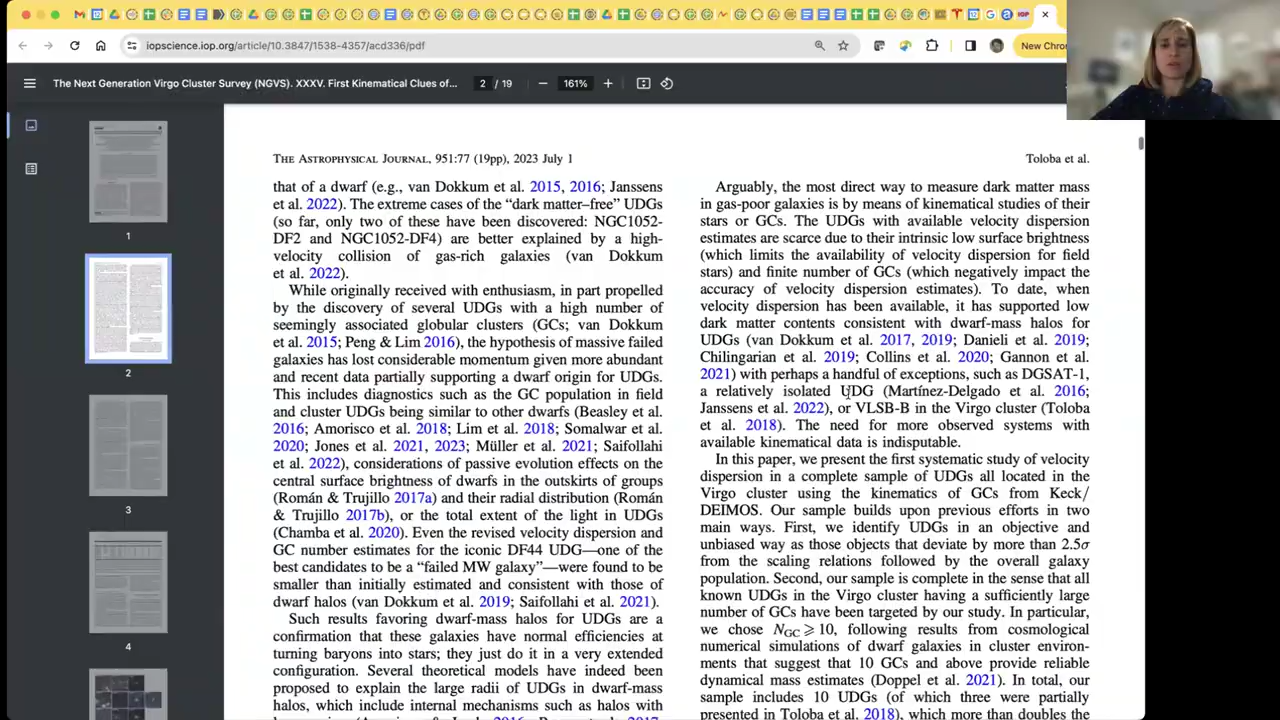 iopscience.iop.org/article/10.3847/1538-4357/acd336/pdf
New Chro
The Next Generation Virgo Cluster Survey (NGVS). XXXV. First Kinematical Clues of...
2 / 19
161%
1
2
3
4
THE ASTROPHYSICAL JOURNAL, 951:77 (19pp), 2023 July 1
Toloba et al.
that of a dwarf (e.g., van Dokkum et al. 2015, 2016; Janssens
et al. 2022). The extreme cases of the “dark matter–free” UDGs
(so far, only two of these have been discovered: NGC1052-
DF2 and NGC1052-DF4) are better explained by a high-
velocity collision of gas-rich galaxies (van Dokkum
et al. 2022).
While originally received with enthusiasm, in part propelled
by the discovery of several UDGs with a high number of
seemingly associated globular clusters (GCs; van Dokkum
et al. 2015; Peng & Lim 2016), the hypothesis of massive failed
galaxies has lost considerable momentum given more abundant
and recent data partially supporting a dwarf origin for UDGs.
This includes diagnostics such as the GC population in field
and cluster UDGs being similar to other dwarfs (Beasley et al.
2016; Amorisco et al. 2018; Lim et al. 2018; Somalwar et al.
2020; Jones et al. 2021, 2023; Müller et al. 2021; Saifollahi
et al. 2022), considerations of passive evolution effects on the
central surface brightness of dwarfs in the outskirts of groups
(Román & Trujillo 2017a) and their radial distribution (Román
& Trujillo 2017b), or the total extent of the light in UDGs
(Chamba et al. 2020). Even the revised velocity dispersion and
GC number estimates for the iconic DF44 UDG—one of the
best candidates to be a “failed MW galaxy”—were found to be
smaller than initially estimated and consistent with those of
dwarf halos (van Dokkum et al. 2019; Saifollahi et al. 2021).
Such results favoring dwarf-mass halos for UDGs are a
confirmation that these galaxies have normal efficiencies at
turning baryons into stars; they just do it in a very extended
configuration. Several theoretical models have indeed been
proposed to explain the large radii of UDGs in dwarf-mass
halos, which include internal mechanisms such as halos with
Arguably, the most direct way to measure dark matter mass
in gas-poor galaxies is by means of kinematical studies of their
stars or GCs. The UDGs with available velocity dispersion
estimates are scarce due to their intrinsic low surface brightness
(which limits the availability of velocity dispersion for field
stars) and finite number of GCs (which negatively impact the
accuracy of velocity dispersion estimates). To date, when
velocity dispersion has been available, it has supported low
dark matter contents consistent with dwarf-mass halos for
UDGs (van Dokkum et al. 2017, 2019; Danieli et al. 2019;
Chilingarian et al. 2019; Collins et al. 2020; Gannon et al.
2021) with perhaps a handful of exceptions, such as DGSAT-1,
a relatively isolated UDG (Martínez-Delgado et al. 2016;
Janssens et al. 2022), or VLSB-B in the Virgo cluster (Toloba
et al. 2018). The need for more observed systems with
available kinematical data is indisputable.
In this paper, we present the first systematic study of velocity
dispersion in a complete sample of UDGs all located in the
Virgo cluster using the kinematics of GCs from Keck/
DEIMOS. Our sample builds upon previous efforts in two
main ways. First, we identify UDGs in an objective and
unbiased way as those objects that deviate by more than 2.5σ
from the scaling relations followed by the overall galaxy
population. Second, our sample is complete in the sense that all
known UDGs in the Virgo cluster having a sufficiently large
number of GCs have been targeted by our study. In particular,
we chose NGC ⩾ 10, following results from cosmological
numerical simulations of dwarf galaxies in cluster environ-
ments that suggest that 10 GCs and above provide reliable
dynamical mass estimates (Doppel et al. 2021). In total, our
sample includes 10 UDGs (of which three were partially
presented in Toloba et al. 2018), which more than doubles the